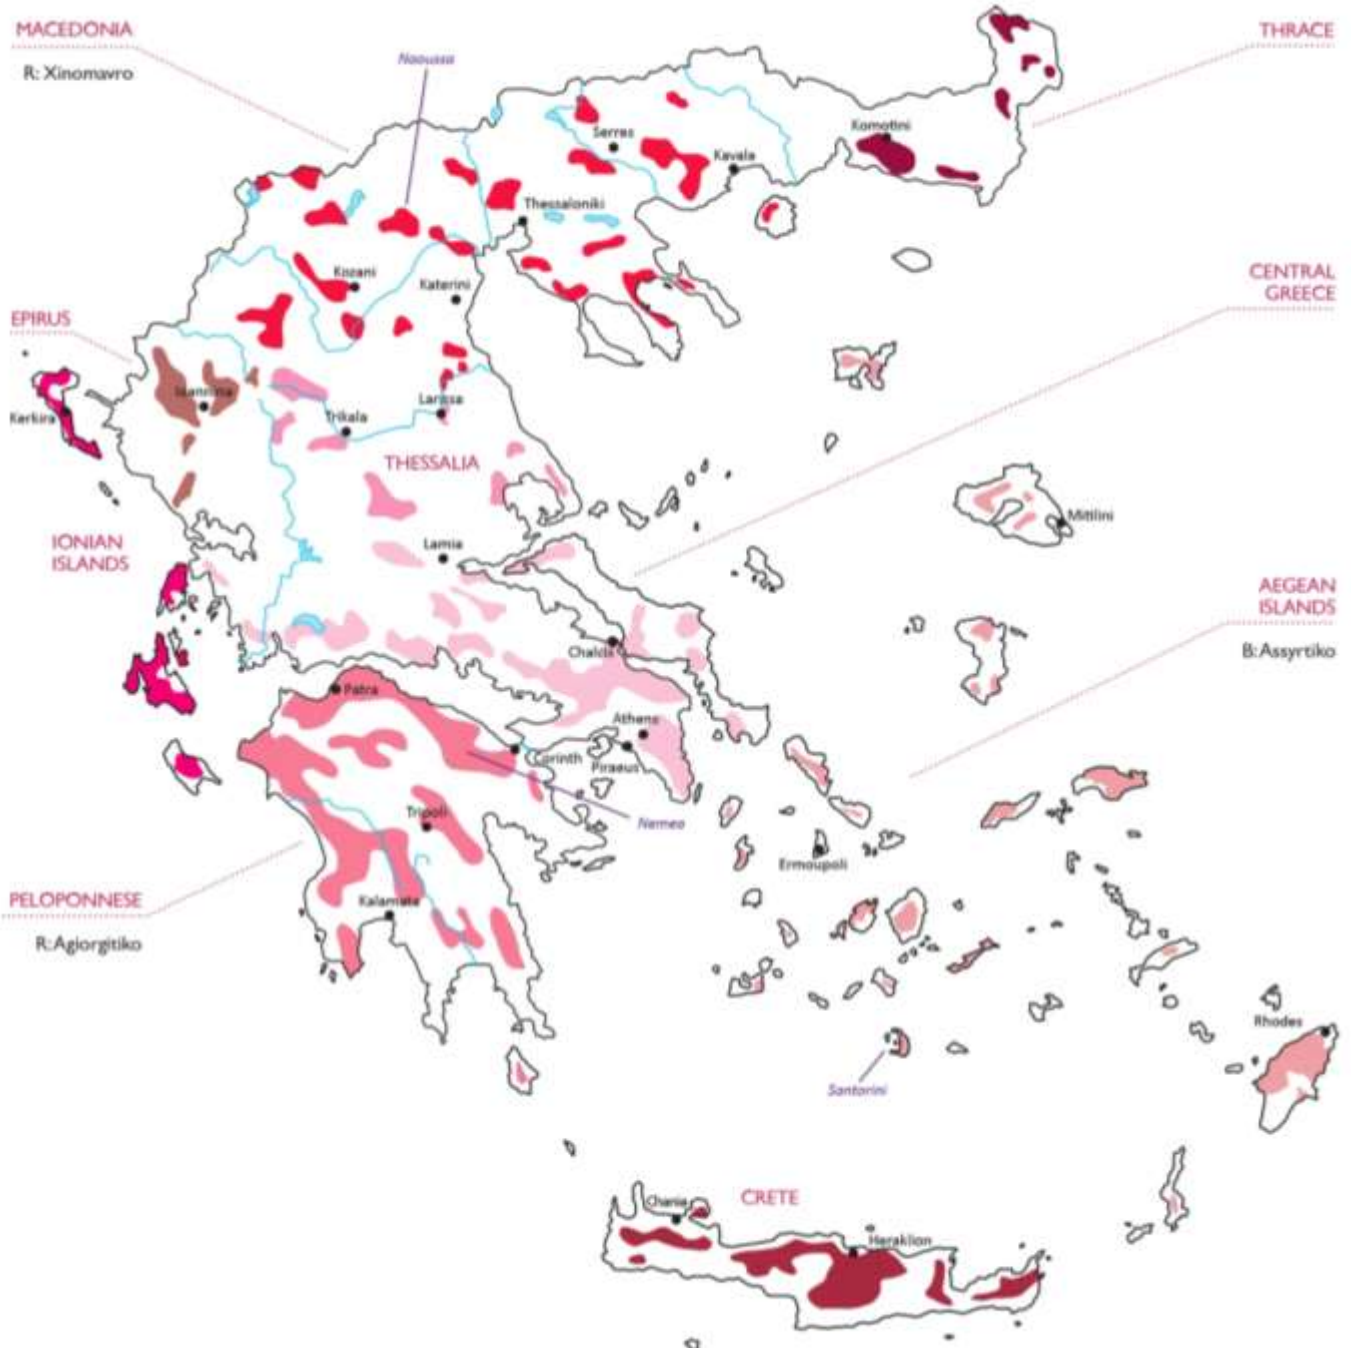 MACEDONIA
R: Xinomavro
Naoussa
THRACE
Komotini
Serres
Kavala
Thessaloniki
CENTRAL
GREECE
Kozani
Katerini
EPIRUS
Ioannina
Kerkira
Larissa
Trikala
THESSALIA
Mitilini
IONIAN
ISLANDS
Lamia
AEGEAN
ISLANDS
B: Assyrtiko
Chalida
Patra
Athens
Corinth
Piraeus
Tripoli
Nemea
Ermoupoli
PELOPONNESE
R: Agiorgitiko
Kalamata
Rhodes
Santorini
Chania
CRETE
Heraklion